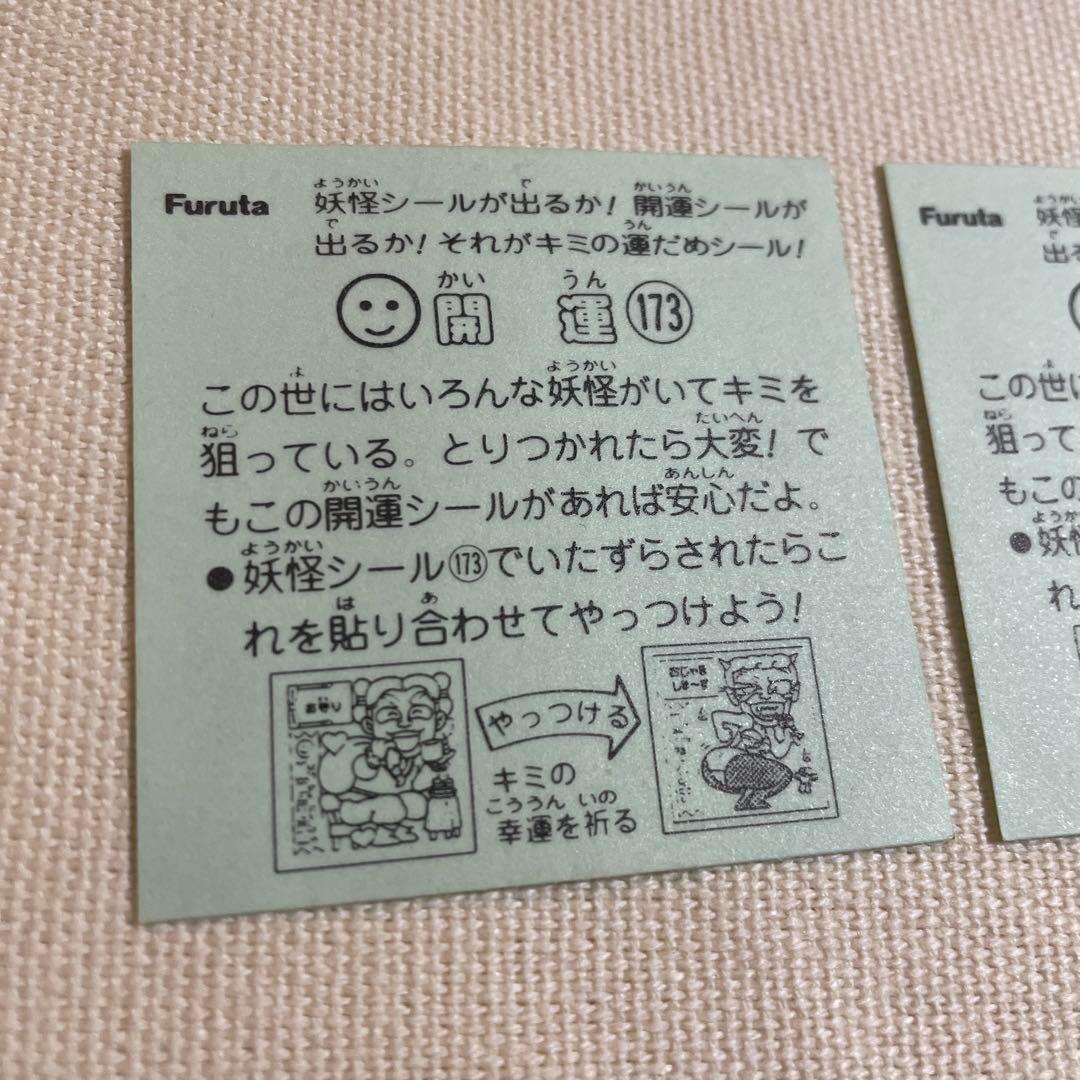 Furuta
妖怪シールが出るか! 開運シールが
出るか! それがキミの運だめシール!
開運 173
この世にはいろんな妖怪がいてキミを
狙っている。とりつかれたら大変! で
もこの開運シールがあれば安心だよ。
●妖怪シール173でいたずらされたらこ
れを貼り合わせてやっつけよう!
やっつける
キミの
幸運を祈る
Furuta
妖怪
出る
この世に
狙って
もこの
●妖
れ